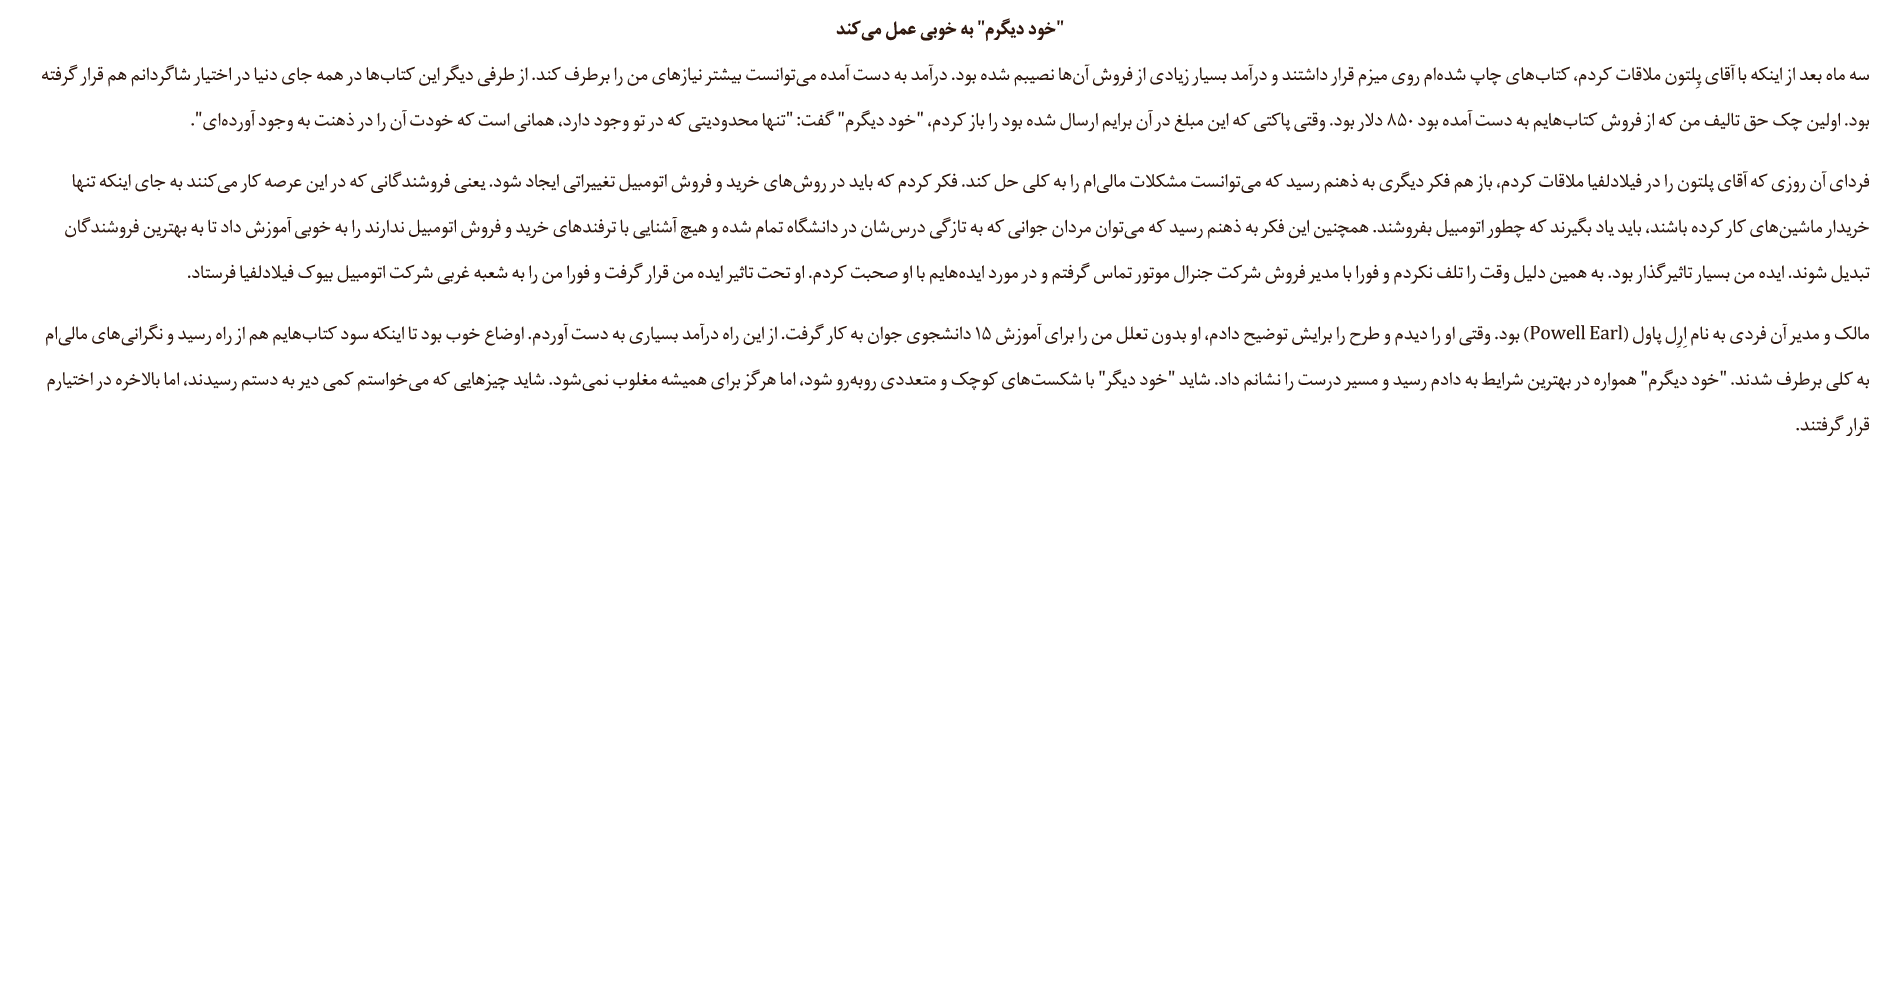 "خود دیگرم" به خوبی عمل می‌کند
سه ماه بعد از اینکه با آقای پِلتون ملاقات کردم، کتاب‌های چاپ شده‌ام روی میزم قرار داشتند و درآمد بسیار زیادی از فروش آن‌ها نصیبم شده بود. درآمد به دست آمده می‌توانست بیشتر نیازهای من را برطرف کند. از طرفی دیگر این کتاب‌ها در همه جای دنیا در اختیار شاگردانم هم قرار گرفته
بود. اولین چک حق تالیف من که از فروش کتاب‌هایم به دست آمده بود ۸۵۰ دلار بود. وقتی پاکتی که این مبلغ در آن برایم ارسال شده بود را باز کردم، "خود دیگرم" گفت: "تنها محدودیتی که در تو وجود دارد، همانی است که خودت آن را در ذهنت به وجود آورده‌ای".
فردای آن روزی که آقای پلتون را در فیلادلفیا ملاقات کردم، باز هم فکر دیگری به ذهنم رسید که می‌توانست مشکلات مالی‌ام را به کلی حل کند. فکر کردم که باید در روش‌های خرید و فروش اتومبیل تغییراتی ایجاد شود. یعنی فروشندگانی که در این عرصه کار می‌کنند به جای اینکه تنها
خریدار ماشین‌های کار کرده باشند، باید یاد بگیرند که چطور اتومبیل بفروشند. همچنین این فکر به ذهنم رسید که می‌توان مردان جوانی که به تازگی درس‌شان در دانشگاه تمام شده و هیچ آشنایی با ترفندهای خرید و فروش اتومبیل ندارند را به خوبی آموزش داد تا به بهترین فروشندگان
تبدیل شوند. ایده من بسیار تاثیرگذار بود. به همین دلیل وقت را تلف نکردم و فورا با مدیر فروش شرکت جنرال موتور تماس گرفتم و در مورد ایده‌هایم با او صحبت کردم. او تحت تاثیر ایده من قرار گرفت و فورا من را به شعبه غربی شرکت اتومبیل بیوک فیلادلفیا فرستاد.
مالک و مدیر آن فردی به نام اِرِل پاول (Powell Earl) بود. وقتی او را دیدم و طرح را برایش توضیح دادم، او بدون تعلل من را برای آموزش ۱۵ دانشجوی جوان به کار گرفت. از این راه درآمد بسیاری به دست آوردم. اوضاع خوب بود تا اینکه سود کتاب‌هایم هم از راه رسید و نگرانی‌های مالی‌ام
به کلی برطرف شدند. "خود دیگرم" همواره در بهترین شرایط به دادم رسید و مسیر درست را نشانم داد. شاید "خود دیگر" با شکست‌های کوچک و متعددی روبه‌رو شود، اما هرگز برای همیشه مغلوب نمی‌شود. شاید چیزهایی که می‌خواستم کمی دیر به دستم رسیدند، اما بالاخره در اختیارم
قرار گرفتند.